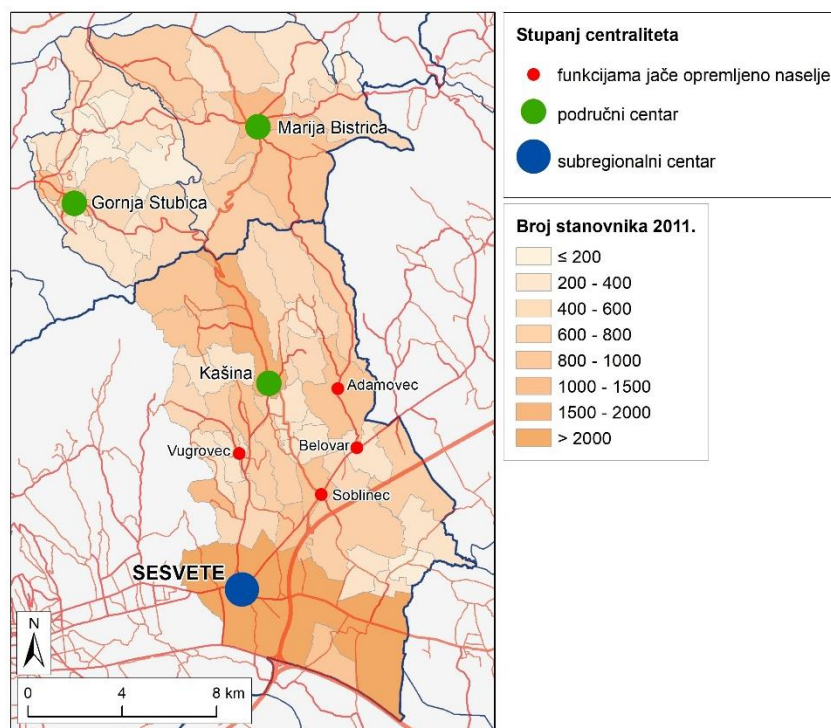 Marija Bistrica
Gornja Stubica
Kašina
Adamovec
Vugrovec
Belovar
Soblinec
SESVETE
N
0 4 8 km
Stupanj centraliteta
funkcijama jače opremljeno naselje
područni centar
subregionalni centar
Broj stanovnika 2011.
≤ 200
200 - 400
400 - 600
600 - 800
800 - 1000
1000 - 1500
1500 - 2000
> 2000